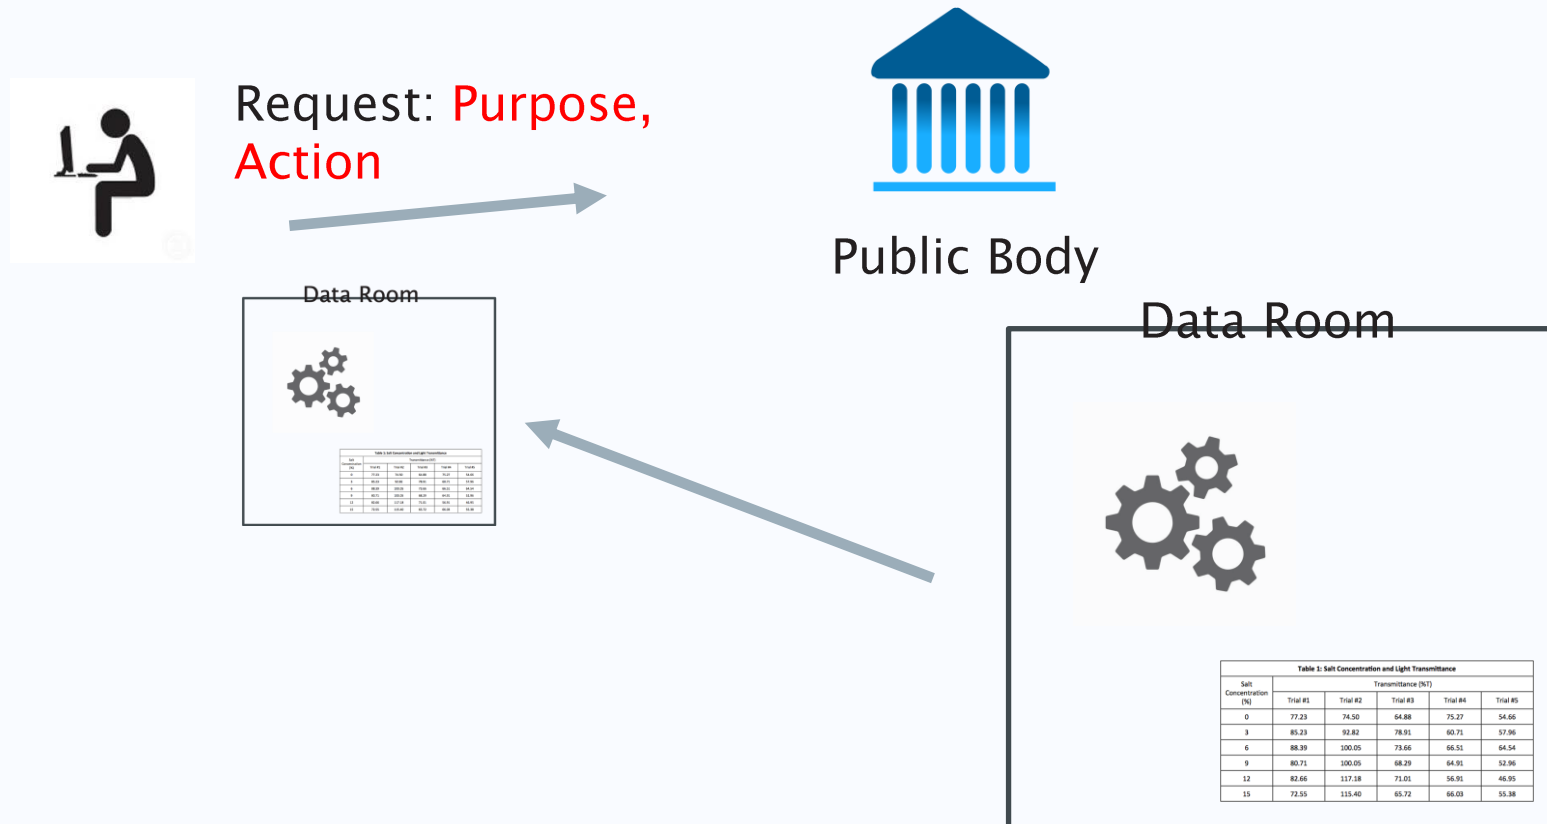 Request: Purpose,
Action
Public Body
Data Room
Data Room
Table 1: Salt Concentration and Light Transmittance
Salt Concentration (%) Transmittance (%T)
Trial #1 Trial #2 Trial #3 Trial #4 Trial #5
0 77.23 74.50 64.88 75.27 54.66
3 85.23 92.82 78.91 60.71 57.96
6 88.39 100.05 73.66 66.51 64.54
9 80.71 100.05 68.29 64.91 52.96
12 82.66 117.18 71.01 56.91 46.95
15 72.55 115.40 65.72 66.03 55.38